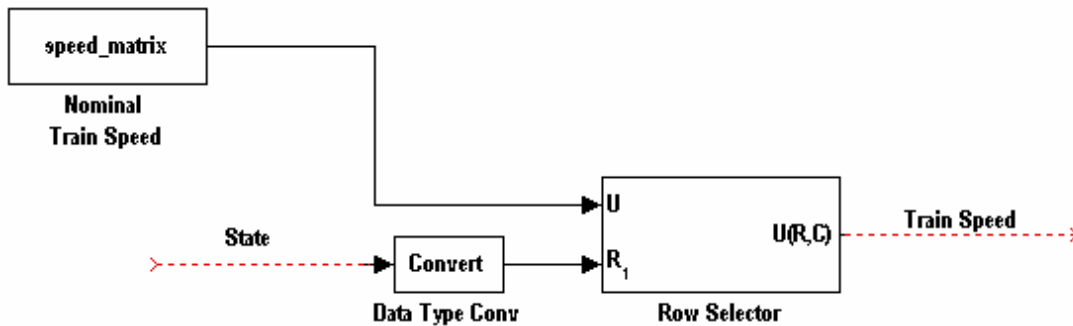 speed_matrix
Nominal
Train Speed
U
U(R,C)
Train Speed
State
Convert
R1
Data Type Conv
Row Selector